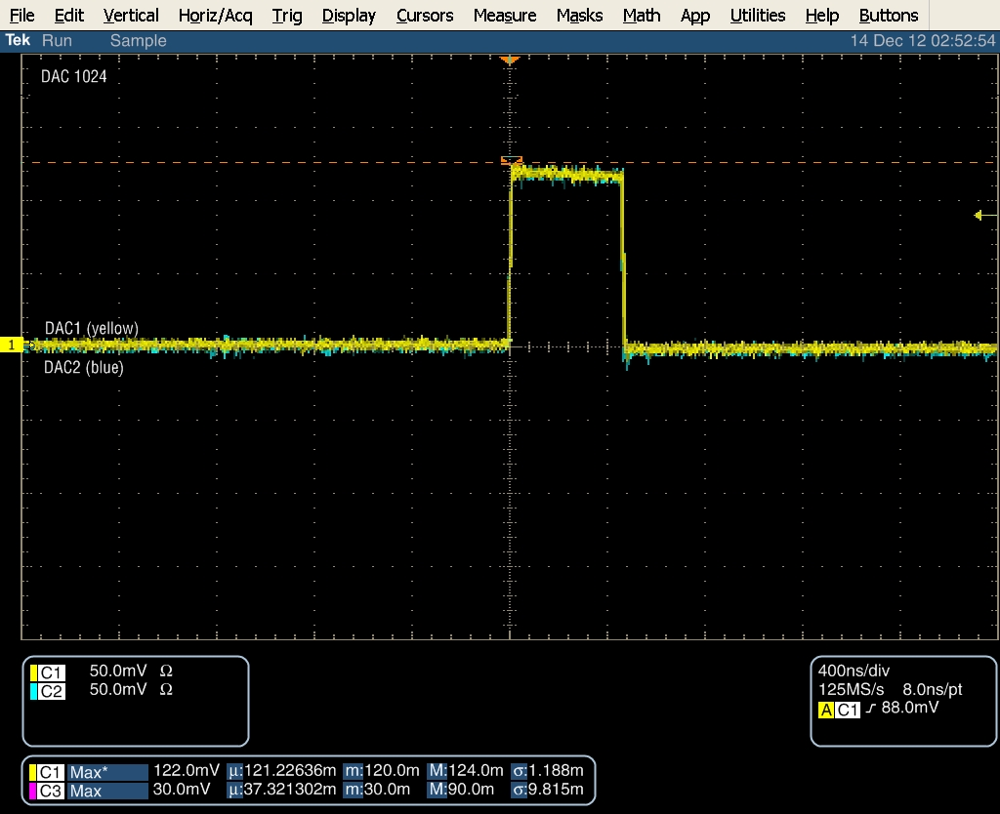 File Edit Vertical Horiz/Acq Trig Display Cursors Measure Masks Math App Utilities Help Buttons
Tek Run Sample 14 Dec 12 02:52:54
DAC 1024
DAC1 (yellow)
1
DAC2 (blue)
C1 50.0mV Ω
C2 50.0mV Ω
400ns/div
125MS/s 8.0ns/pt
A C1 88.0mV
C1 Max* 122.0mV µ:121.22636m m:120.0m M:124.0m σ:1.188m
C3 Max 30.0mV µ:37.321302m m:30.0m M:90.0m σ:9.815m